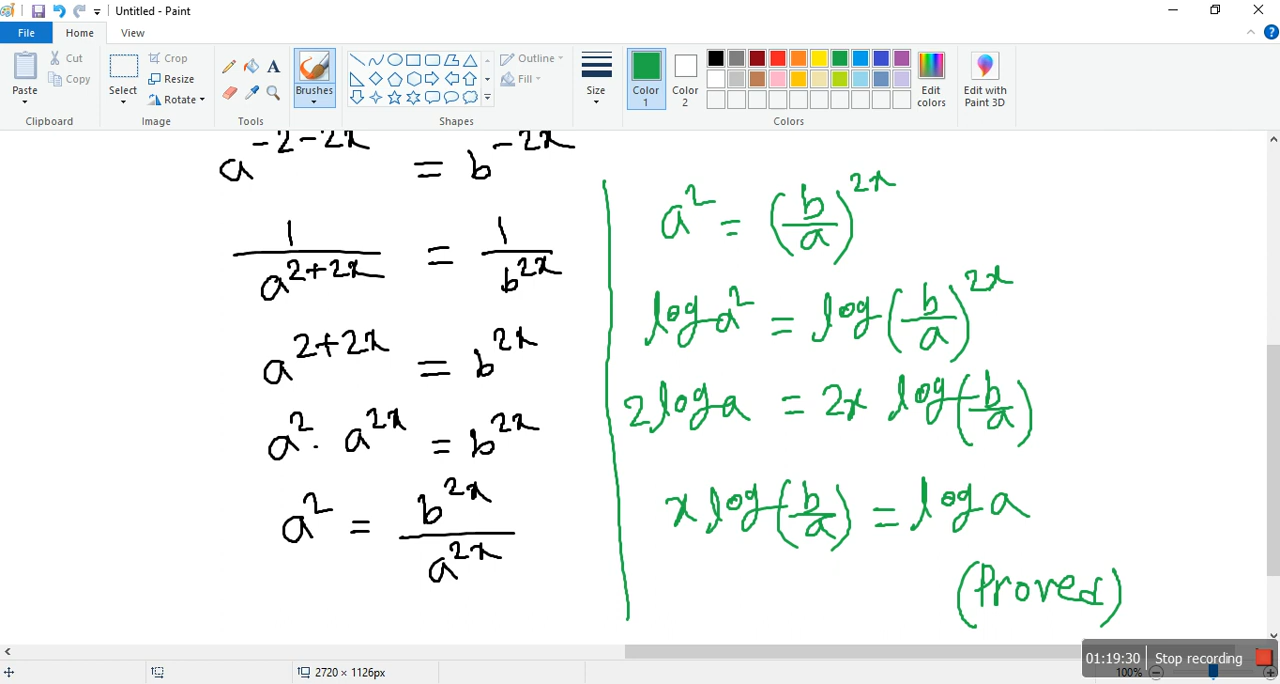 Untitled - Paint
File Home View
Paste Cut Copy Select Crop Resize Rotate Brushes Outline Fill Size Color 1 Color 2 Edit colors Edit with Paint 3D
Clipboard Image Tools Shapes Colors
a^{-2-2x} = b^{-2x}
1/a^{2+2x} = 1/b^{2x}
a^{2+2x} = b^{2x}
a^2 · a^{2x} = b^{2x}
a^2 = b^{2x}/a^{2x}
a^2 = (b/a)^{2x}
log a^2 = log (b/a)^{2x}
2 log a = 2x log (b/a)
x log (b/a) = log a
(Proved)
2720 × 1126px
100%
01:19:30 Stop recording